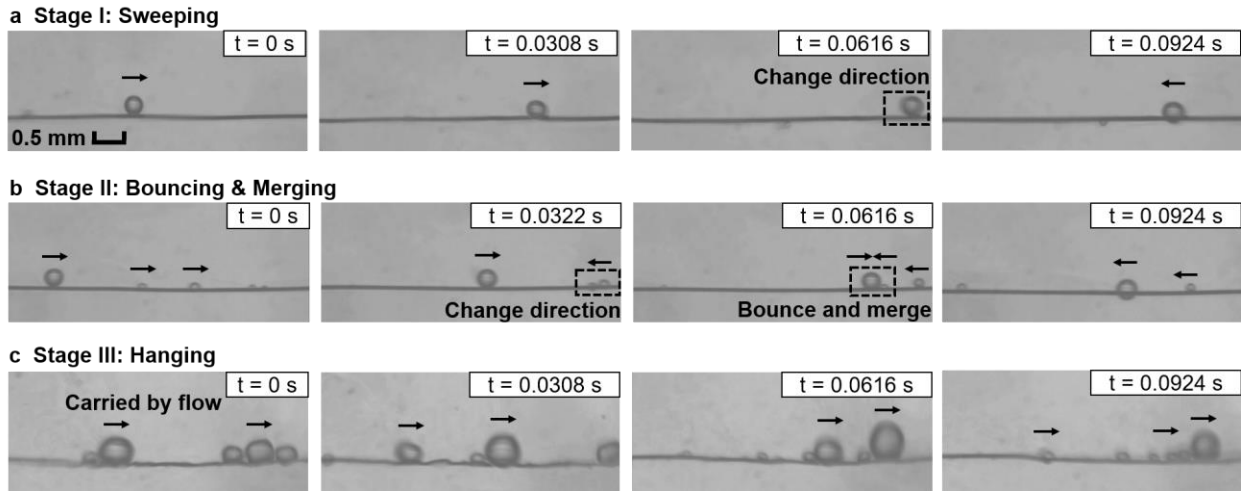 a Stage I: Sweeping
t = 0 s
t = 0.0308 s
t = 0.0616 s
t = 0.0924 s
Change direction
0.5 mm
b Stage II: Bouncing & Merging
t = 0 s
t = 0.0322 s
t = 0.0616 s
t = 0.0924 s
Change direction
Bounce and merge
c Stage III: Hanging
t = 0 s
t = 0.0308 s
t = 0.0616 s
t = 0.0924 s
Carried by flow